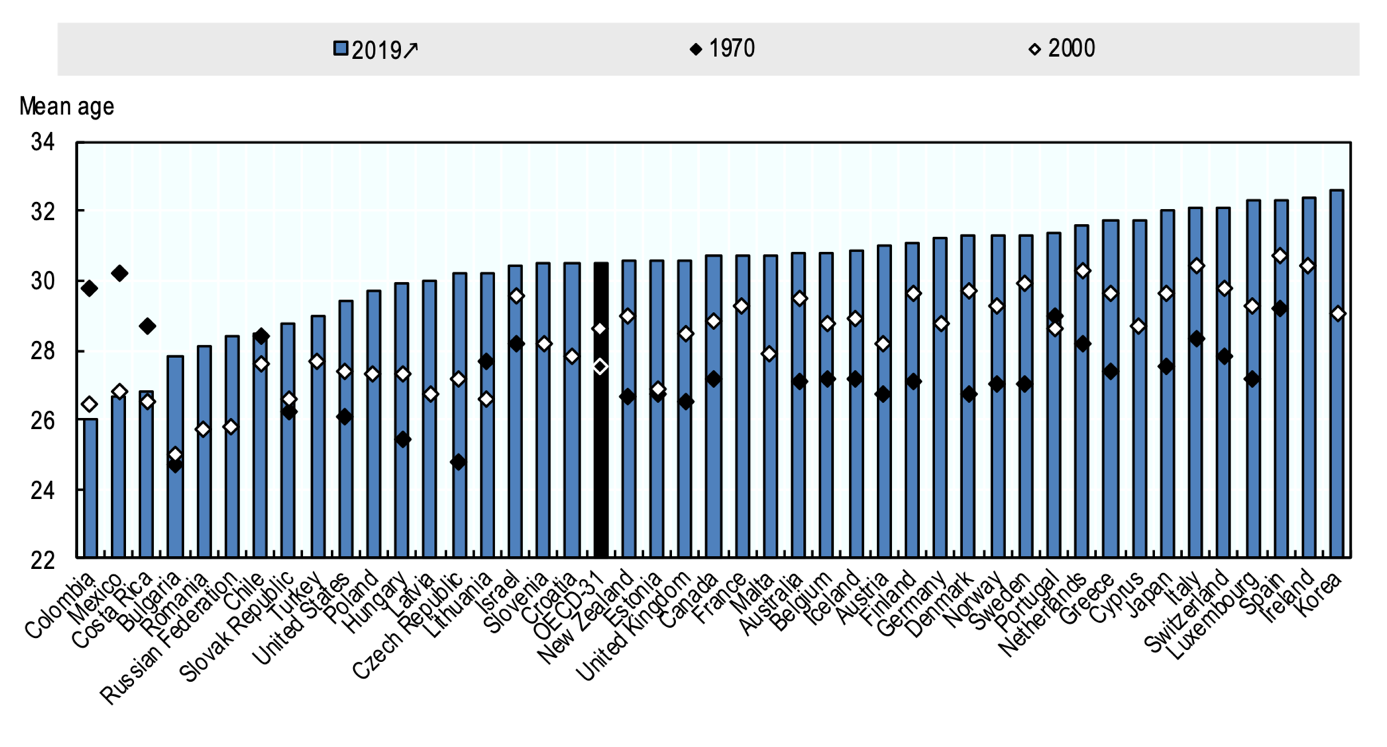 2019↗ 1970 2000
Mean age
34
32
30
28
26
24
22
Colombia
Mexico
Costa Rica
Bulgaria
Romania
Russian Federation
Chile
Slovak Republic
Turkey
United States
Poland
Hungary
Latvia
Czech Republic
Lithuania
Israel
Slovenia
Croatia
OECD-31
New Zealand
Estonia
United Kingdom
Canada
France
Malta
Australia
Belgium
Iceland
Austria
Finland
Germany
Denmark
Norway
Sweden
Portugal
Netherlands
Greece
Cyprus
Japan
Italy
Switzerland
Luxembourg
Spain
Ireland
Korea